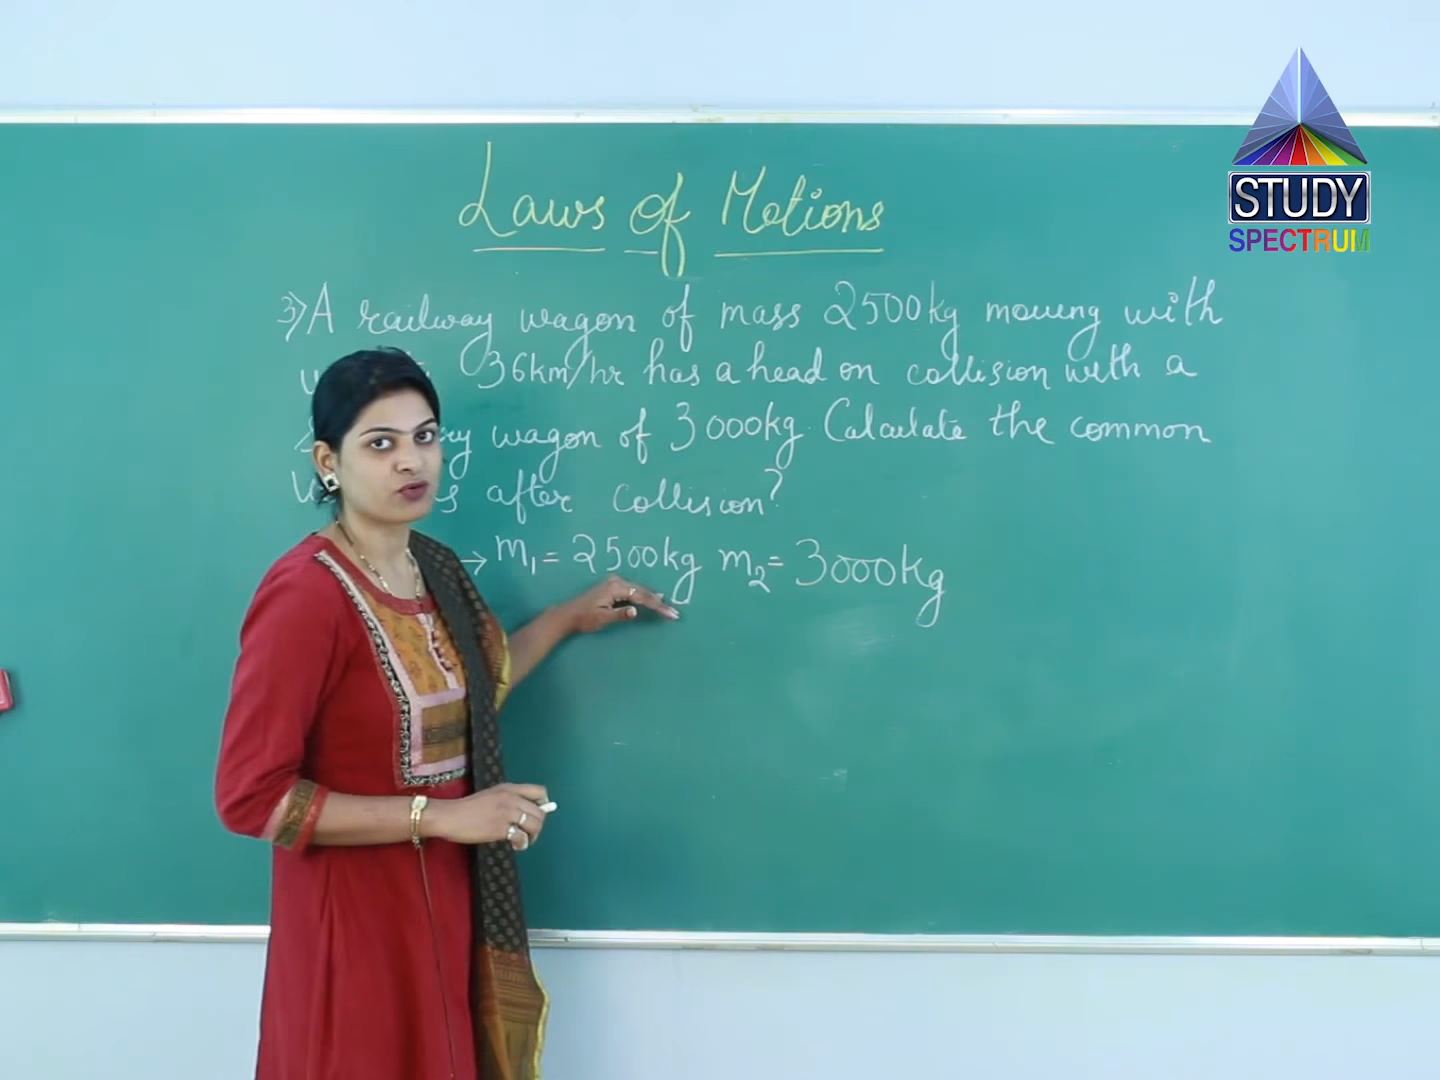 Laws of Motions
STUDY
SPECTRUM
3) A railway wagon of mass 2500kg moving with
36km/hr has a head on collision with a
wagon of 3000kg. Calculate the common
after collision?
→ m₁ = 2500kg m₂ = 3000kg